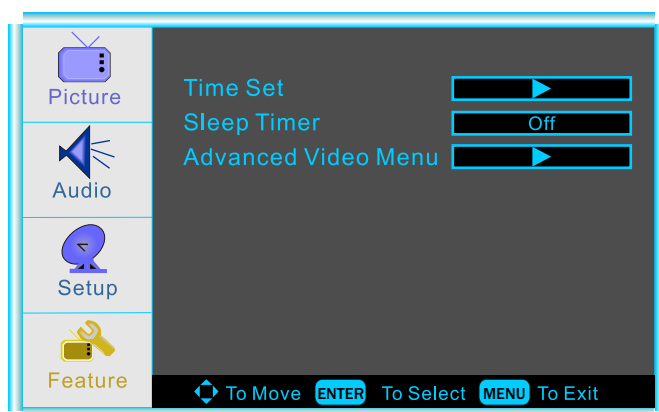 Picture
Audio
Setup
Feature
Time Set
Sleep Timer Off
Advanced Video Menu
To Move ENTER To Select MENU To Exit